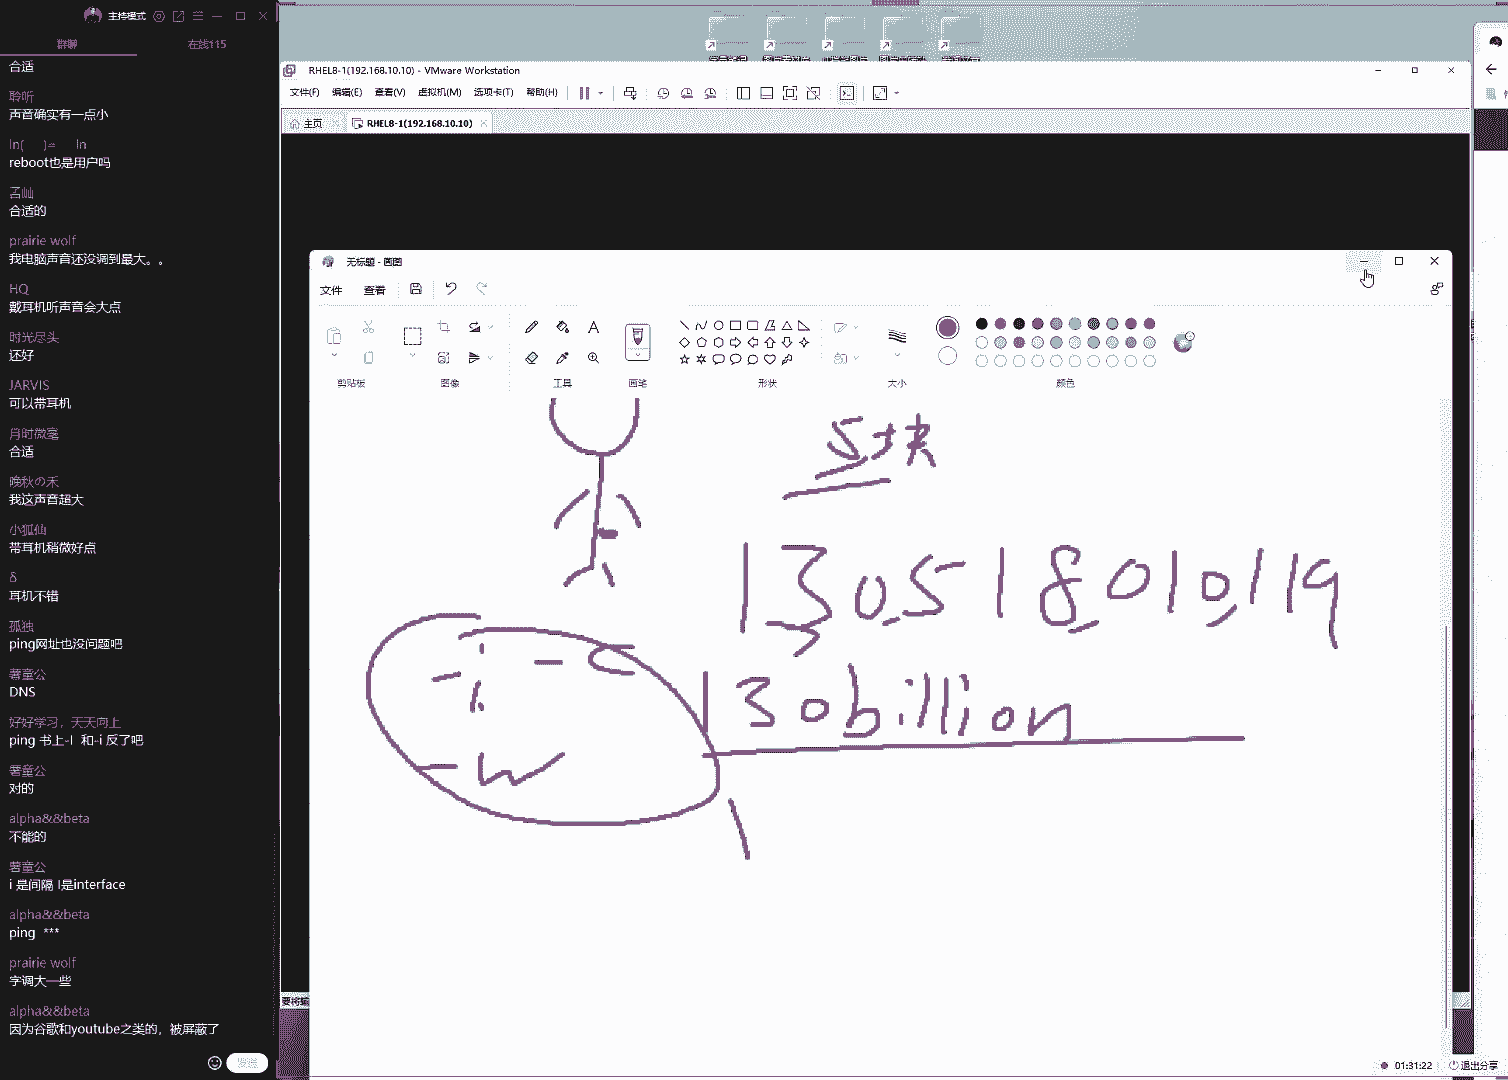 主持模式
群聊
在线115
合适
聆听
声音确实有一点小
reboot也是用户吗
孟灿
合适的
prairie wolf
我电脑声音还没调到最大。。
HQ
戴耳机听声音会大点
时光尽头
还好
JARVIS
可以带耳机
合适
晚秋の禾
我这声音超大
小狐仙
带耳机稍微好点
δ
耳机不错
孤独
ping网址也没问题吧
薯童公
DNS
好好学习，天天向上
ping 书上-I 和-i 反了吧
薯童公
对的
alpha&&beta
不能的
薯童公
i 是间隔 I是interface
alpha&&beta
ping ***
prairie wolf
字调大一些
alpha&&beta
因为谷歌和youtube之类的，被屏蔽了
发送
RHEL8-1(192.168.10.10) - VMware Workstation
文件(F) 编辑(E) 查看(V) 虚拟机(M) 选项卡(T) 帮助(H)
主页 RHEL8-1(192.168.10.10)
无标题 - 画图
文件 查看
剪贴板 图像 工具 画笔 形状 大小 颜色
5块
130,518,010,119
- i - c
130billion
- w
要将输
01:31:22 退出分享